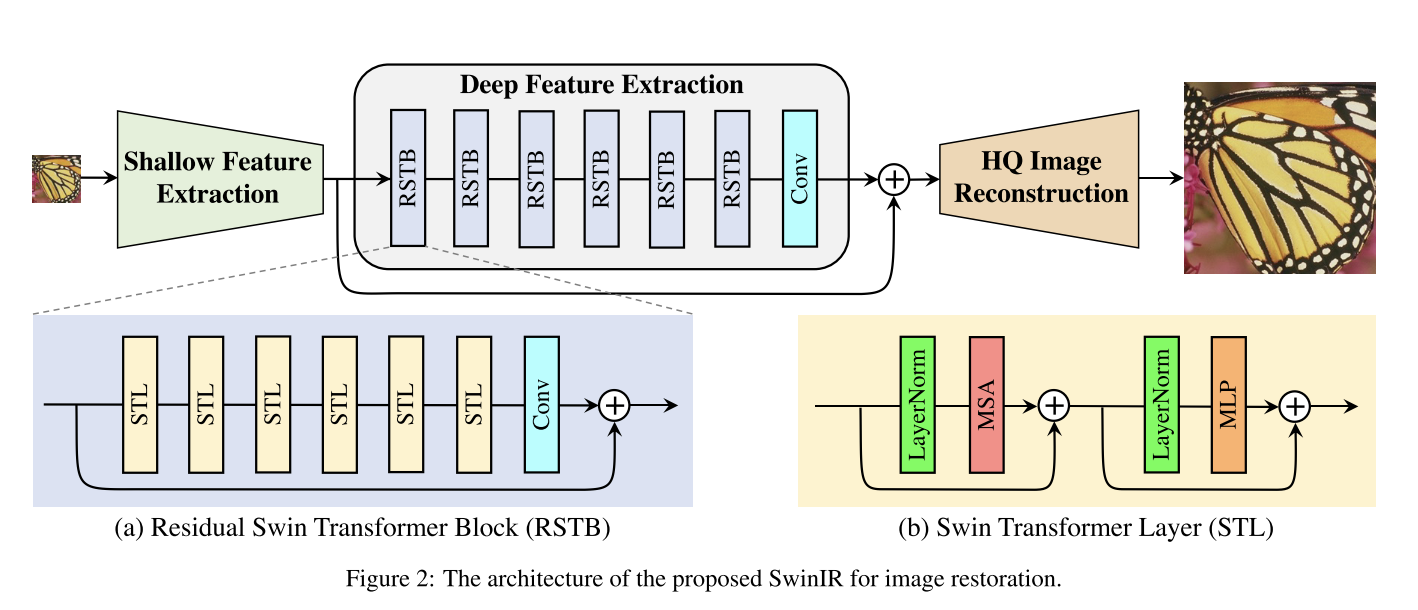 Deep Feature Extraction
Shallow Feature
Extraction
RSTB
RSTB
RSTB
RSTB
RSTB
RSTB
Conv
HQ Image
Reconstruction
STL
STL
STL
STL
STL
STL
Conv
(a) Residual Swin Transformer Block (RSTB)
LayerNorm
MSA
LayerNorm
MLP
(b) Swin Transformer Layer (STL)
Figure 2: The architecture of the proposed SwinIR for image restoration.